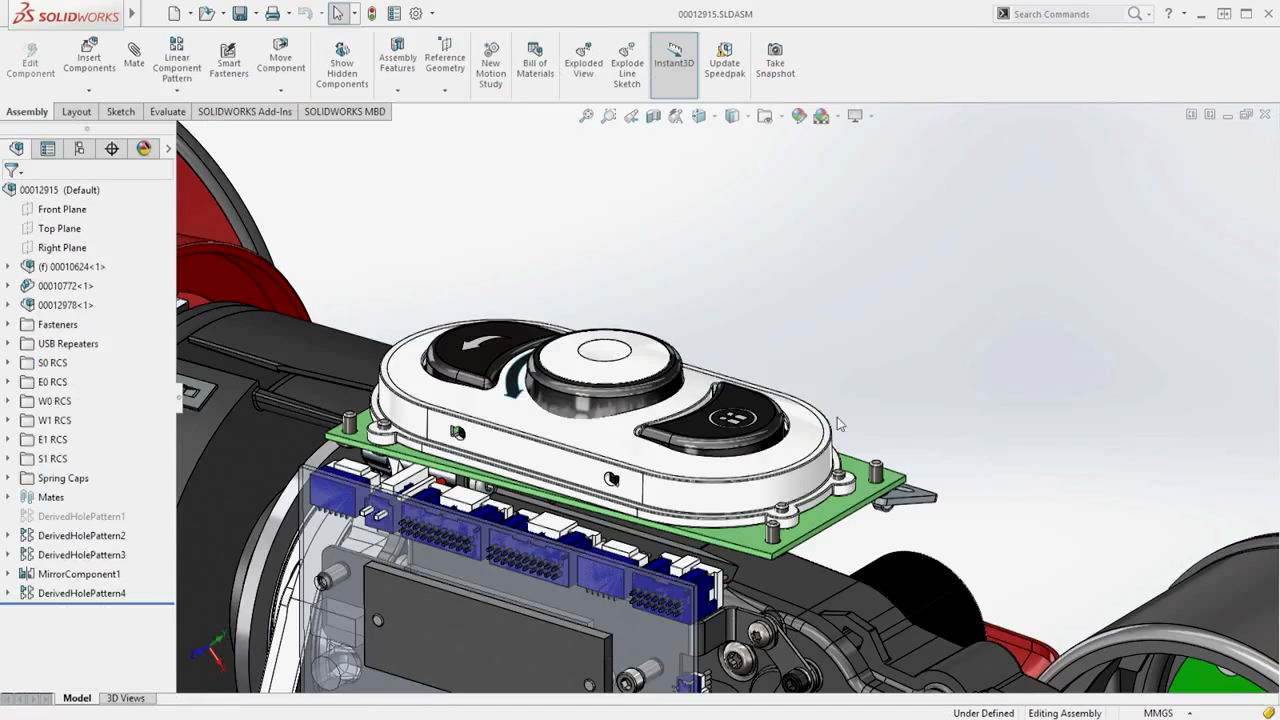 SOLIDWORKS
00012915.SLDASM
Search Commands
Edit Component
Insert Components
Mate
Linear Component Pattern
Smart Fasteners
Move Component
Show Hidden Components
Assembly Features
Reference Geometry
New Motion Study
Bill of Materials
Exploded View
Explode Line Sketch
Instant3D
Update Speedpak
Take Snapshot
Assembly Layout Sketch Evaluate SOLIDWORKS Add-Ins SOLIDWORKS MBD
00012915 (Default)
Front Plane
Top Plane
Right Plane
(f) 00010624<1>
00010772<1>
00012978<1>
Fasteners
USB Repeaters
S0 RCS
E0 RCS
W0 RCS
W1 RCS
E1 RCS
S1 RCS
Spring Caps
Mates
DerivedHolePattern1
DerivedHolePattern2
DerivedHolePattern3
MirrorComponent1
DerivedHolePattern4
Model 3D Views
Under Defined Editing Assembly MMGS